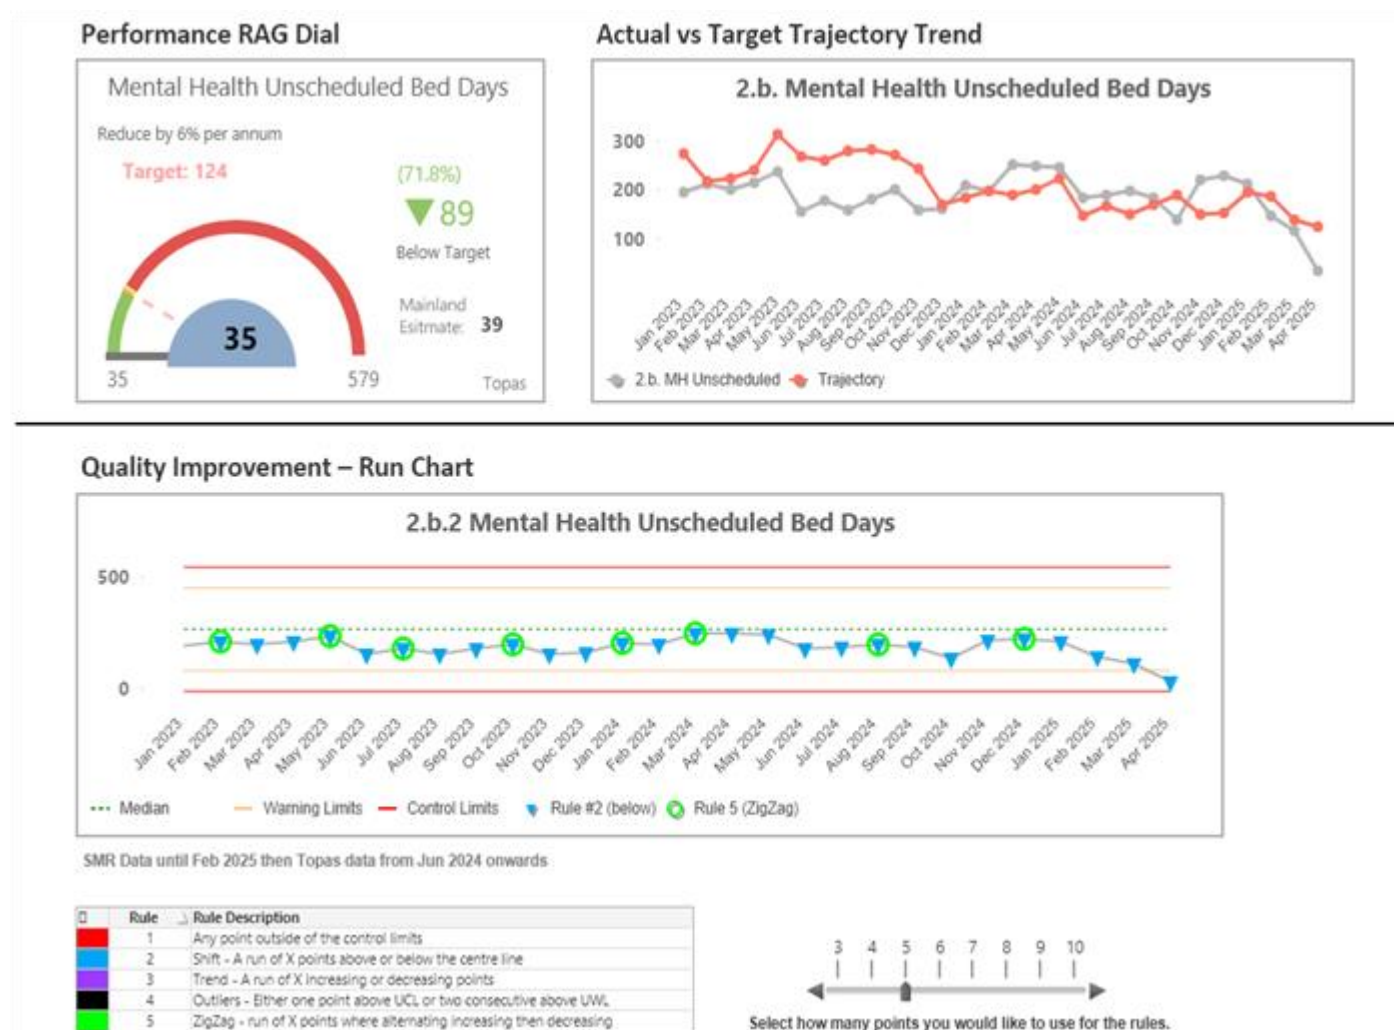 Performance RAG Dial
Actual vs Target Trajectory Trend
Mental Health Unscheduled Bed Days
Reduce by 6% per annum
Target: 124
(71.8%)
▼89
Below Target
Mainland
Esitmate: 39
35
35
579
Topas
2.b. Mental Health Unscheduled Bed Days
300
200
100
Jan 2023
Feb 2023
Mar 2023
Apr 2023
May 2023
Jun 2023
Jul 2023
Aug 2023
Sep 2023
Oct 2023
Nov 2023
Dec 2023
Jan 2024
Feb 2024
Mar 2024
Apr 2024
May 2024
Jun 2024
Jul 2024
Aug 2024
Sep 2024
Oct 2024
Nov 2024
Dec 2024
Jan 2025
Feb 2025
Mar 2025
Apr 2025
2.b. MH Unscheduled Trajectory
Quality Improvement – Run Chart
2.b.2 Mental Health Unscheduled Bed Days
500
0
Jan 2023
Feb 2023
Mar 2023
Apr 2023
May 2023
Jun 2023
Jul 2023
Aug 2023
Sep 2023
Oct 2023
Nov 2023
Dec 2023
Jan 2024
Feb 2024
Mar 2024
Apr 2024
May 2024
Jun 2024
Jul 2024
Aug 2024
Sep 2024
Oct 2024
Nov 2024
Dec 2024
Jan 2025
Feb 2025
Mar 2025
Apr 2025
Median Warning Limits Control Limits Rule #2 (below) Rule 5 (ZigZag)
SMR Data until Feb 2025 then Topas data from Jun 2024 onwards
Rule Rule Description
1 Any point outside of the control limits
2 Shift - A run of X points above or below the centre line
3 Trend - A run of X increasing or decreasing points
4 Outliers - Either one point above UCL or two consecutive above UWL
5 ZigZag - run of X points where alternating increasing then decreasing
3 4 5 6 7 8 9 10
Select how many points you would like to use for the rules.